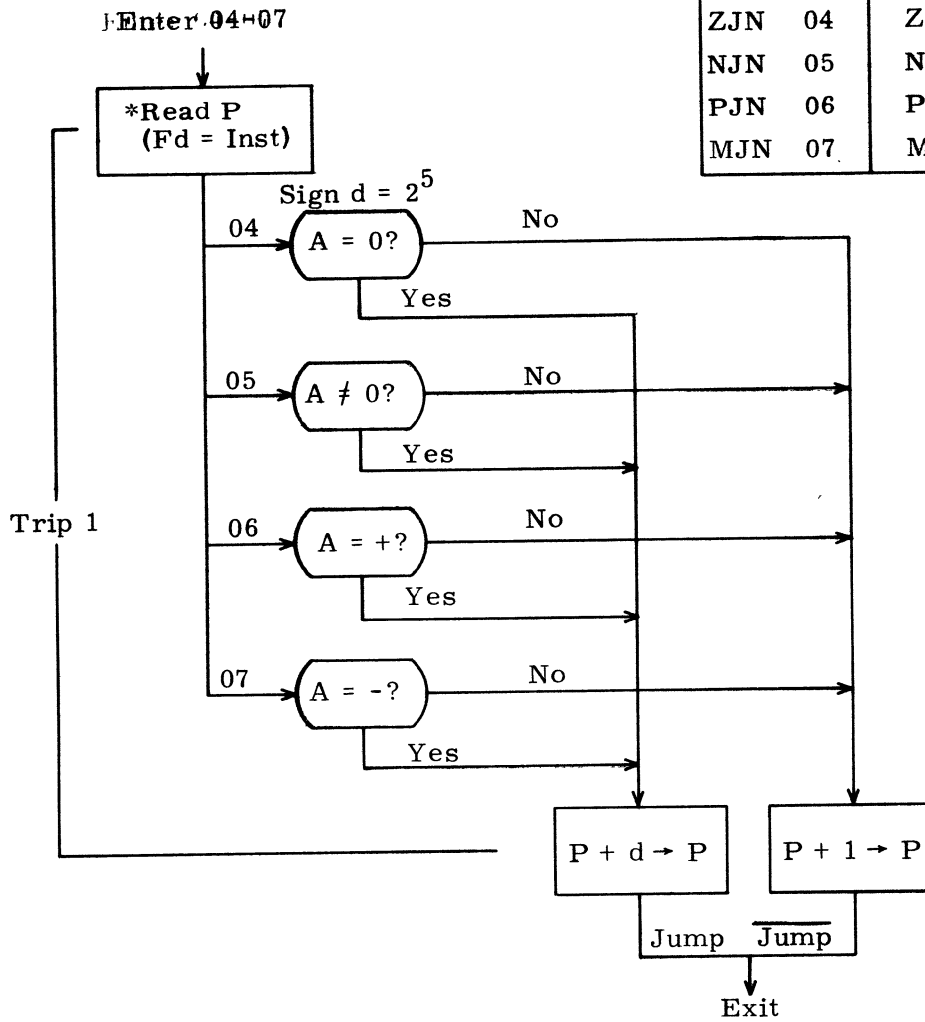 Enter 04-07
ZJN 04 Z
NJN 05 N
PJN 06 P
MJN 07 M
*Read P
(Fd = Inst)
Sign d = 2^5
04
A = 0?
No
Yes
05
A ≠ 0?
No
Yes
Trip 1
06
A = +?
No
Yes
07
A = -?
No
Yes
P + d → P
P + 1 → P
Jump
J̅u̅m̅p̅
Exit